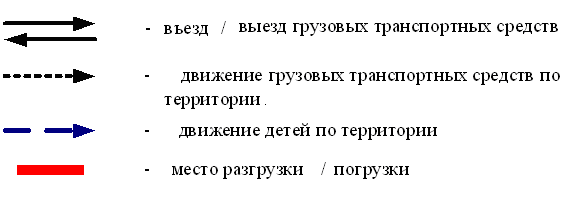 - въезд / выезд грузовых транспортных средств
- движение грузовых транспортных средств по
территории.
- движение детей по территории
- место разгрузки / погрузки